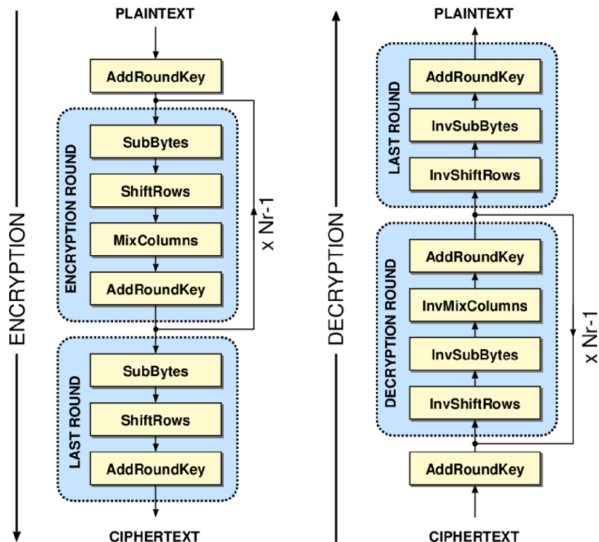 PLAINTEXT
AddRoundKey
SubBytes
ShiftRows
MixColumns
AddRoundKey
ENCRYPTION ROUND
x Nr-1
SubBytes
ShiftRows
AddRoundKey
LAST ROUND
CIPHERTEXT
ENCRYPTION
PLAINTEXT
AddRoundKey
InvSubBytes
InvShiftRows
LAST ROUND
AddRoundKey
InvMixColumns
InvSubBytes
InvShiftRows
DECRYPTION ROUND
x Nr-1
AddRoundKey
CIPHERTEXT
DECRYPTION